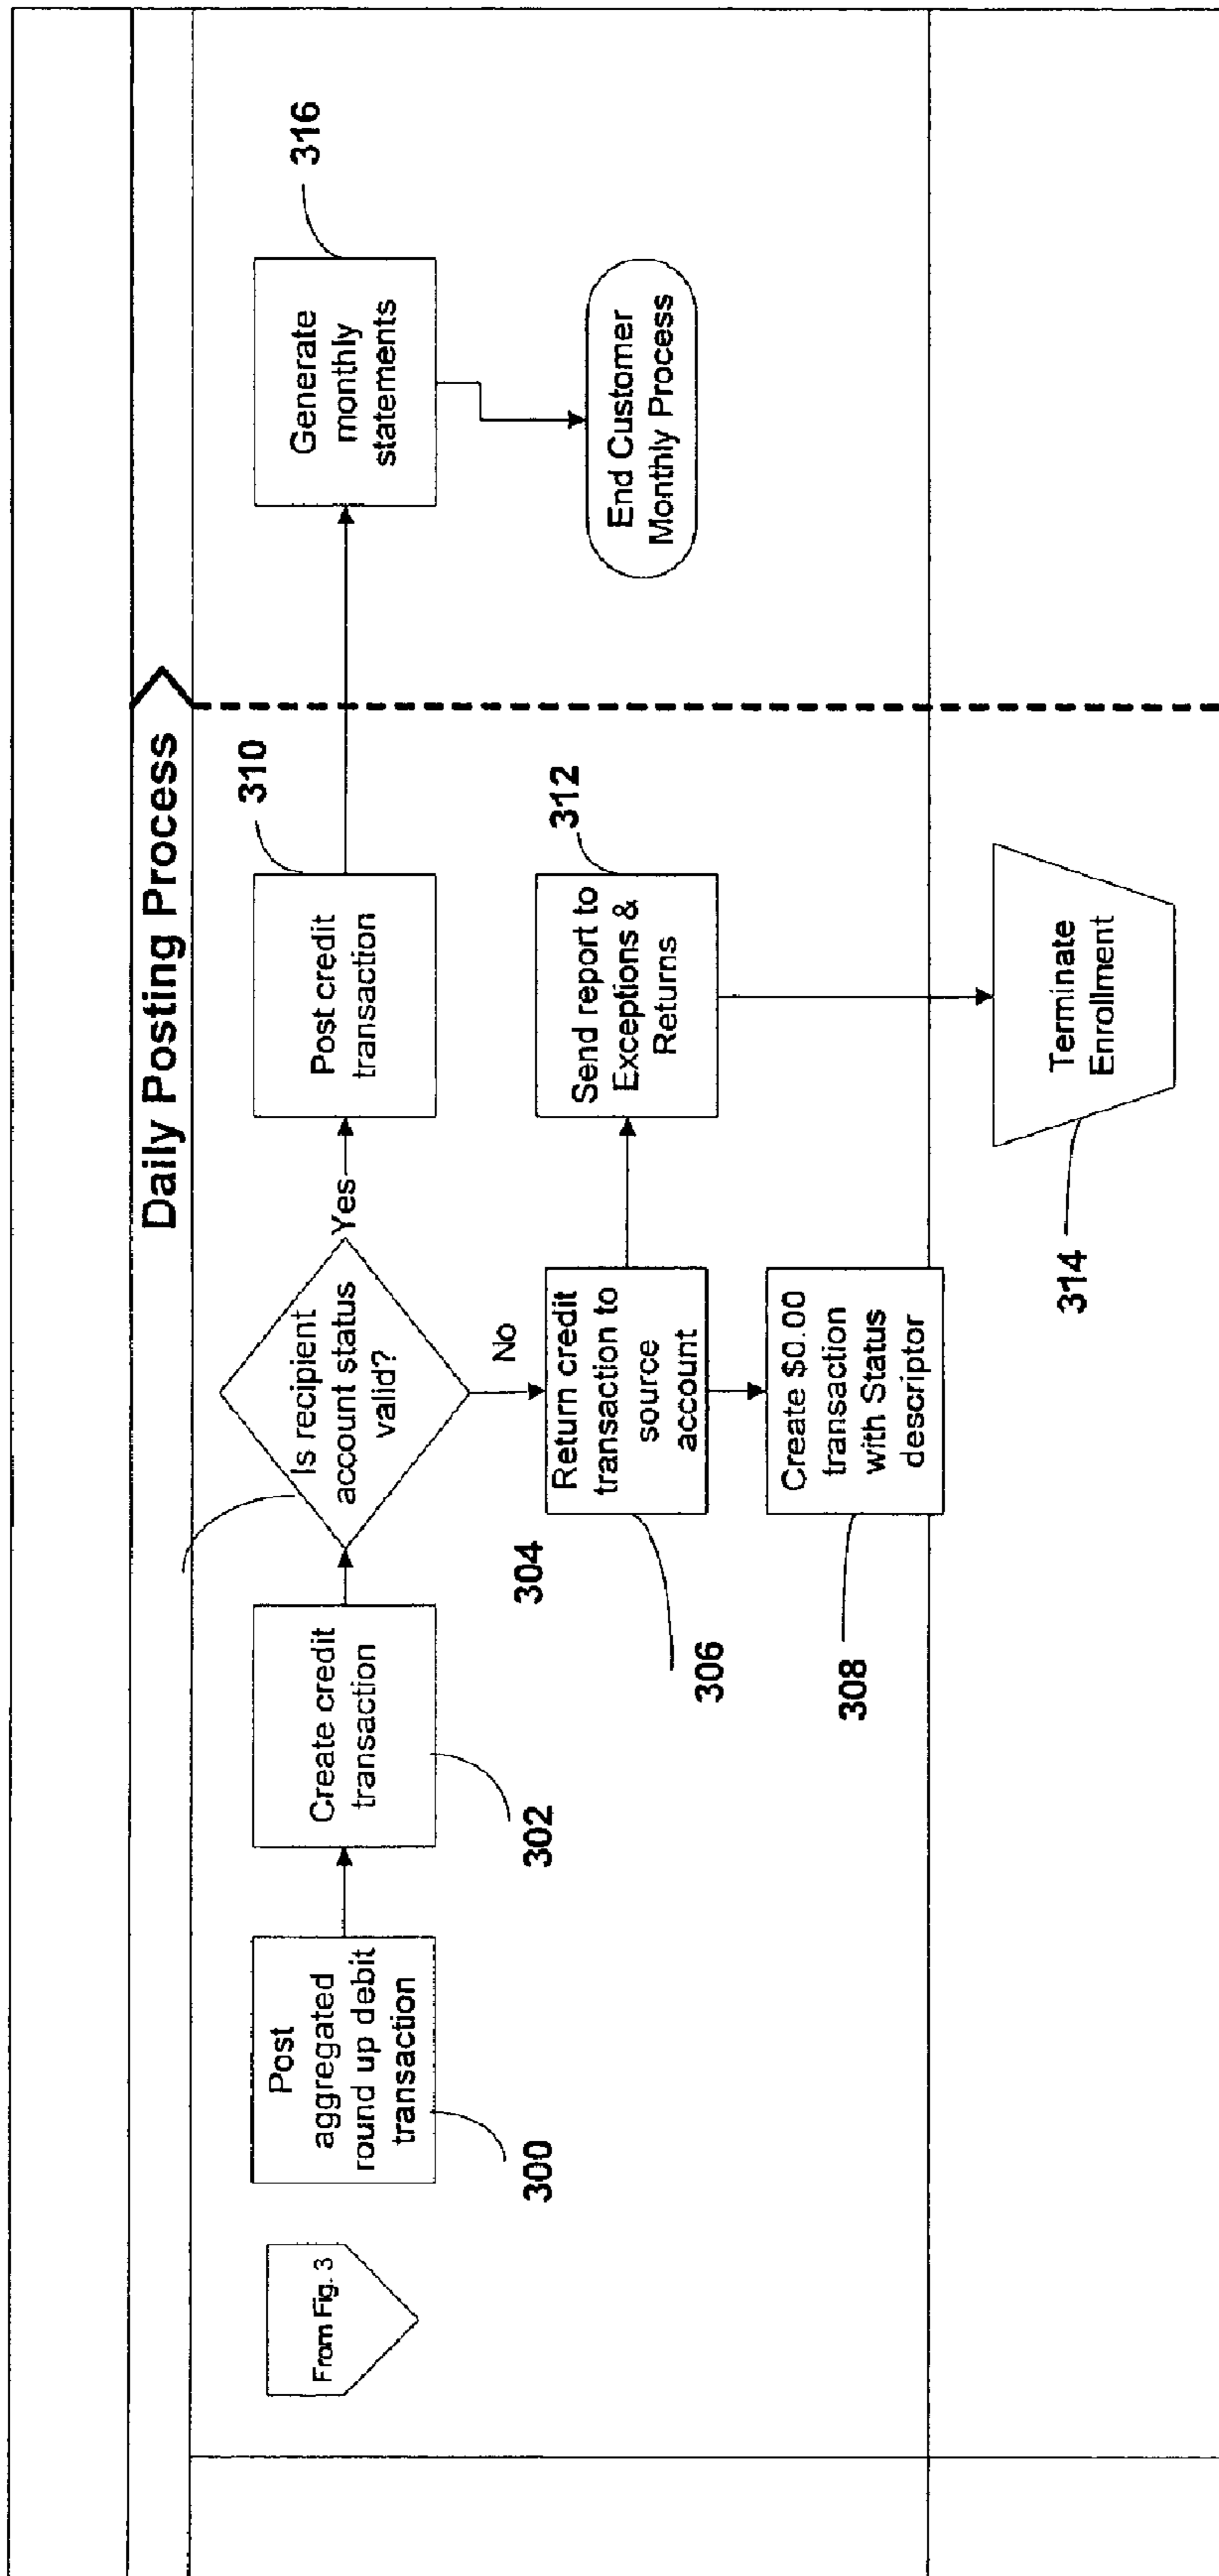 Daily Posting Process
From Fig. 3
Post
aggregated
round up debit
transaction
300
Create credit
transaction
302
Is recipient
account status
valid?
304
Yes
No
Post credit
transaction
310
Generate
monthly
statements
316
End Customer
Monthly Process
Return credit
transaction to
source
account
306
Send report to
Exceptions &
Returns
312
Create $0.00
transaction
with Status
descriptor
308
Terminate
Enrollment
314